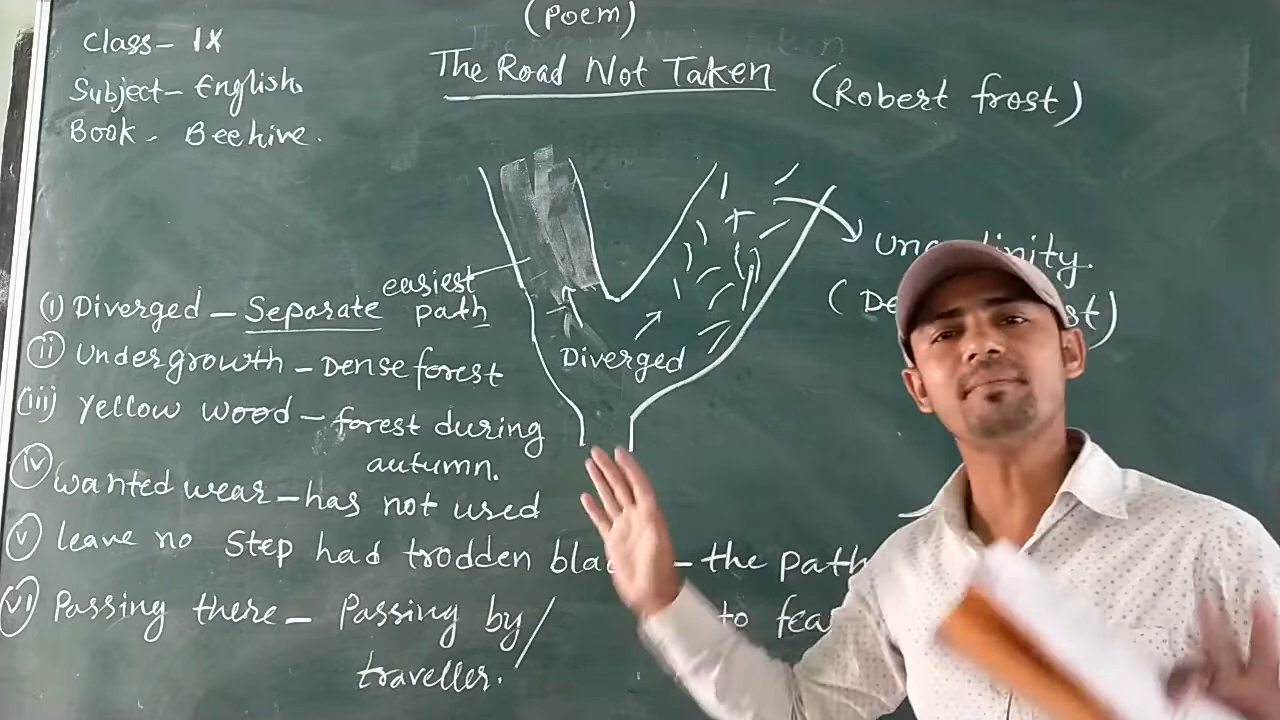 (Poem)
The Road Not Taken
(Robert frost)
Class- IX
Subject- English
Book - Beehive.
easiest
(i) Diverged - Separate path
(ii) Undergrowth - Dense forest
(iii) Yellow wood - forest during
autumn.
(iv) wanted wear - has not used
(v) leave no step had trodden - the path
(vi) Passing there - Passing by/
traveller.
to
Diverged